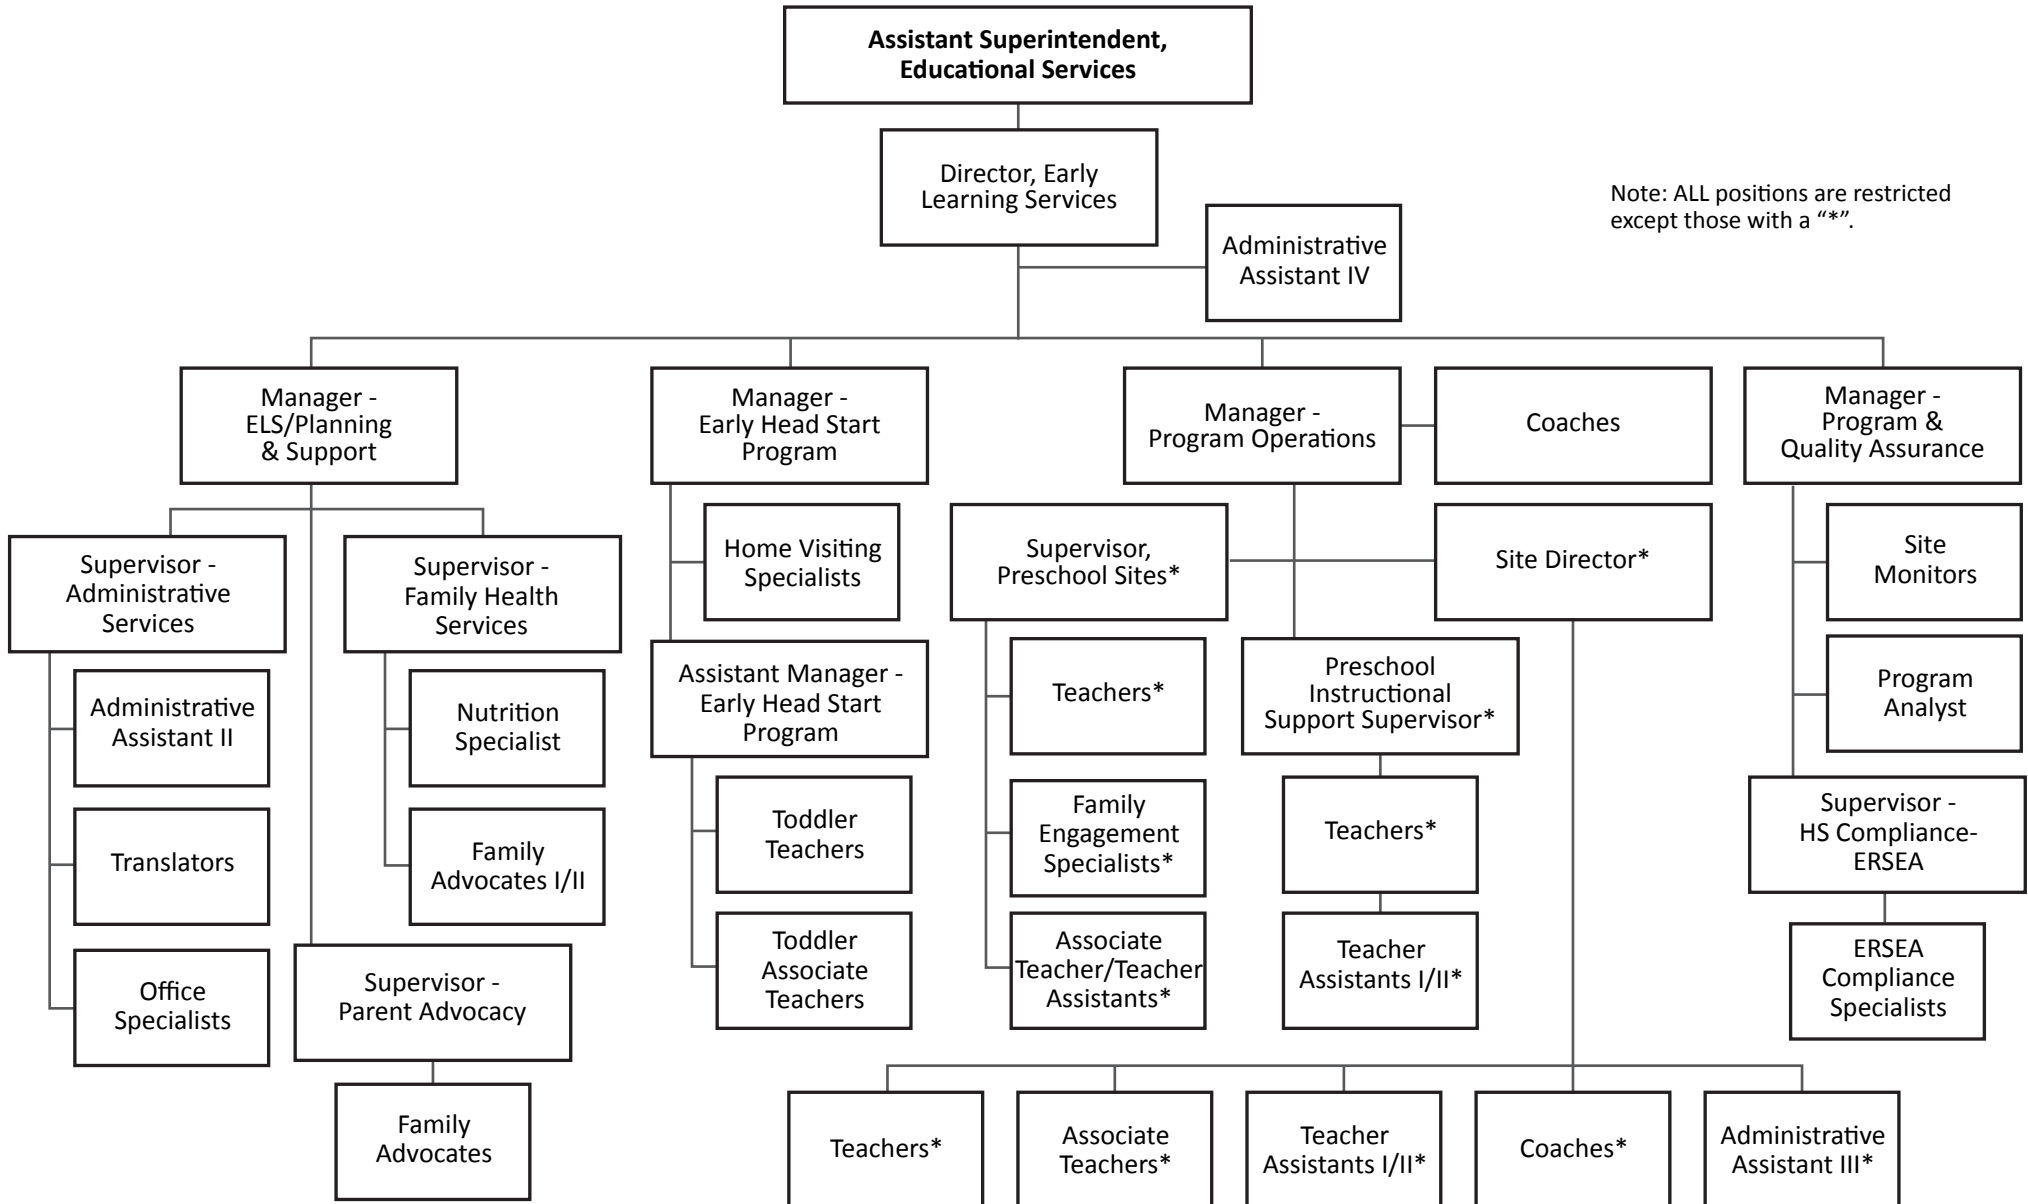 Assistant Superintendent,
Educational Services
Director, Early
Learning Services
Note: ALL positions are restricted
except those with a “*”.
Administrative
Assistant IV
Manager -
ELS/Planning
& Support
Manager -
Early Head Start
Program
Manager -
Program Operations
Coaches
Manager -
Program &
Quality Assurance
Supervisor -
Administrative
Services
Supervisor -
Family Health
Services
Home Visiting
Specialists
Supervisor,
Preschool Sites*
Site Director*
Site
Monitors
Administrative
Assistant II
Nutrition
Specialist
Assistant Manager -
Early Head Start
Program
Teachers*
Preschool
Instructional
Support Supervisor*
Program
Analyst
Translators
Family
Advocates I/II
Toddler
Teachers
Family
Engagement
Specialists*
Teachers*
Supervisor -
HS Compliance-
ERSEA
Office
Specialists
Supervisor -
Parent Advocacy
Toddler
Associate
Teachers
Associate
Teacher/Teacher
Assistants*
Teacher
Assistants I/II*
ERSEA
Compliance
Specialists
Family
Advocates
Teachers*
Associate
Teachers*
Teacher
Assistants I/II*
Coaches*
Administrative
Assistant III*